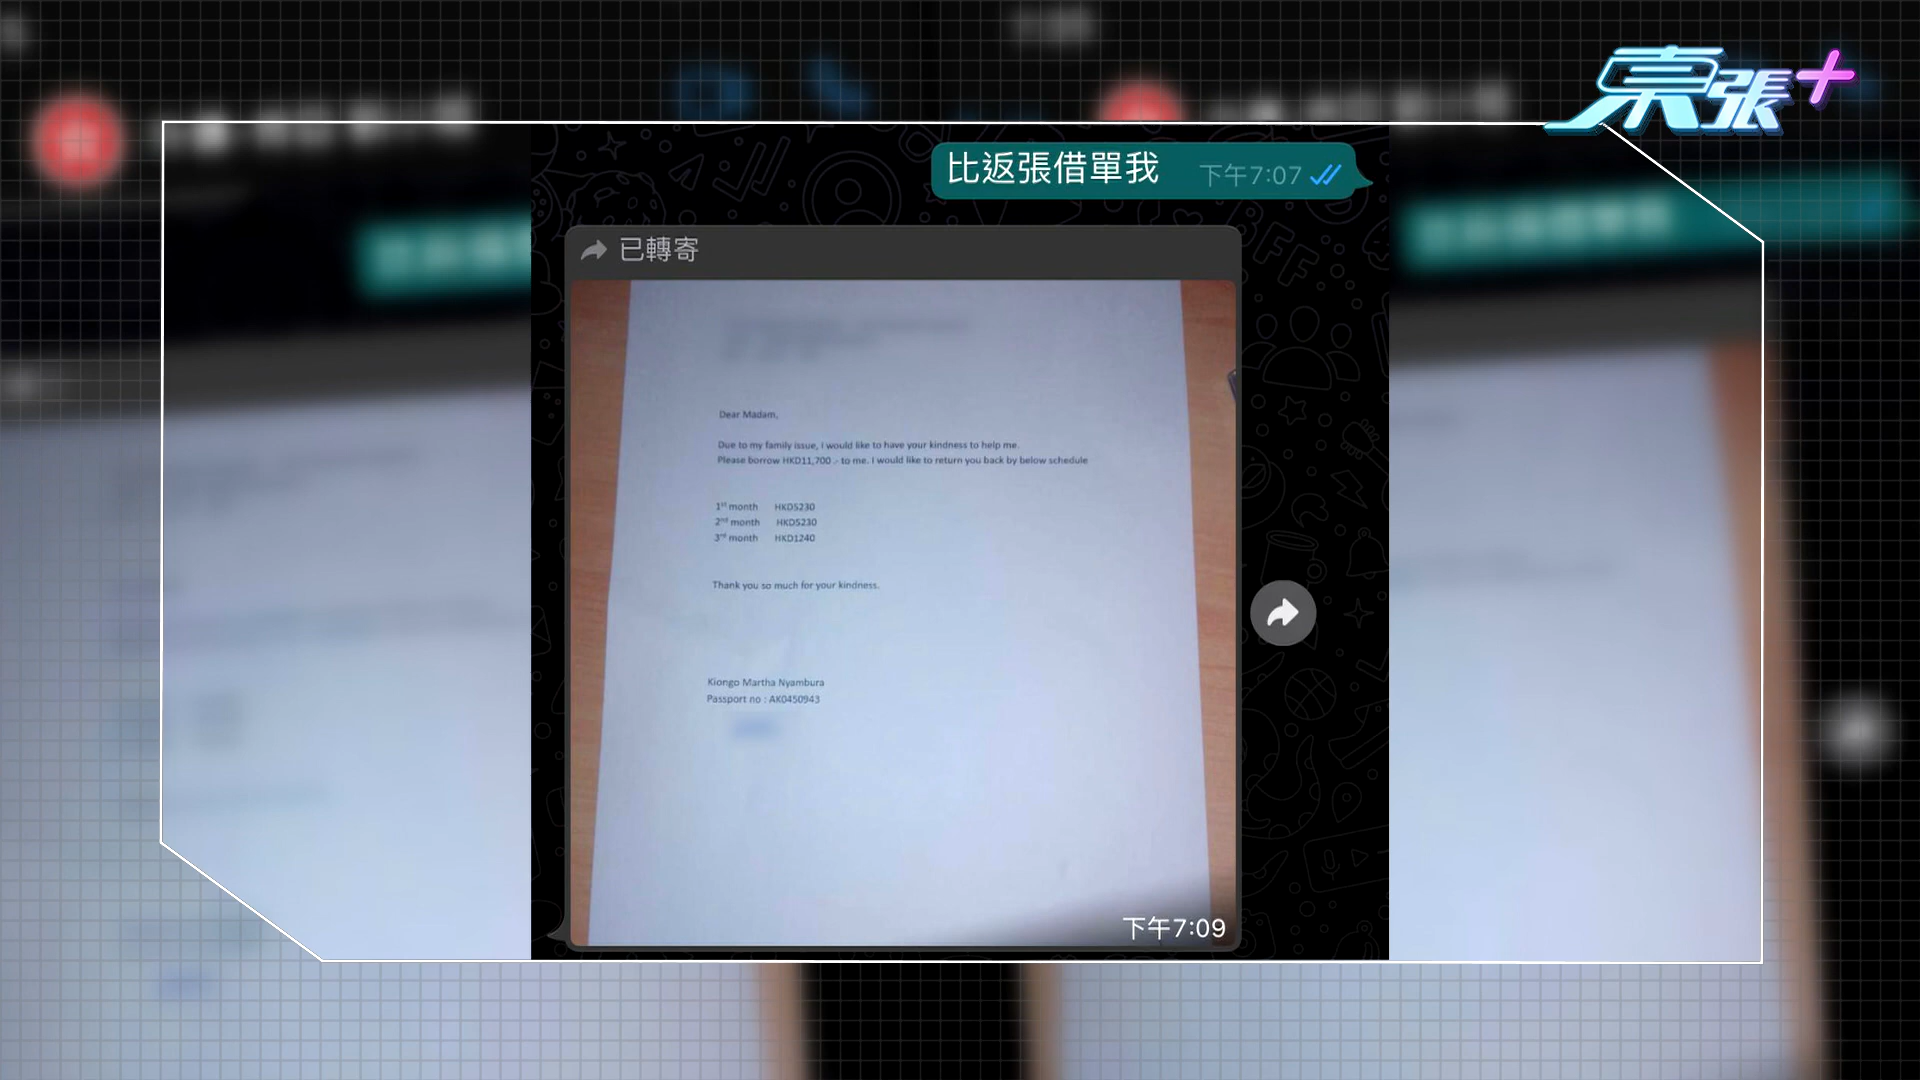 東張+
比返張借單我 下午7:07
已轉寄
Dear Madam,
Due to my family issue, I would like to have your kindness to help me.
Please borrow HKD11,700 .- to me. I would like to return you back by below schedule
1st month HKD5230
2nd month HKD5230
3rd month HKD1240
Thank you so much for your kindness.
Kiongo Martha Nyambura
Passport no : AK0450943
下午7:09